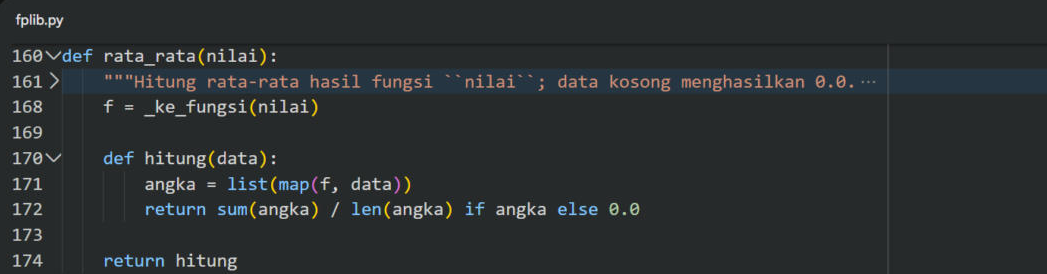 fplib.py
160 def rata_rata(nilai):
161 """Hitung rata-rata hasil fungsi ``nilai``; data kosong menghasilkan 0.0. ⋯
168 f = _ke_fungsi(nilai)
169
170 def hitung(data):
171 angka = list(map(f, data))
172 return sum(angka) / len(angka) if angka else 0.0
173
174 return hitung